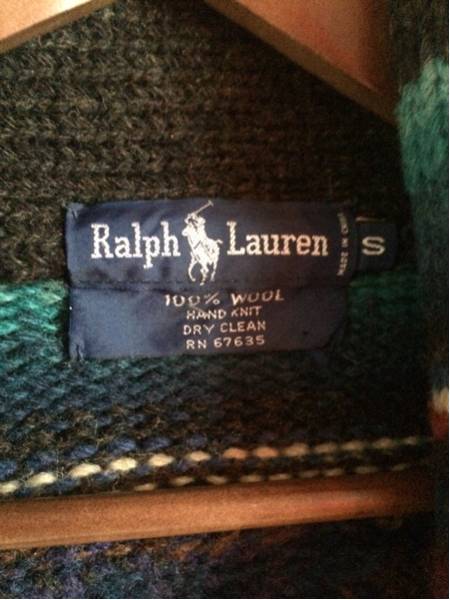 Ralph Lauren
MADE IN CHINA
S
100% WOOL
HAND KNIT
DRY CLEAN
RN 67635